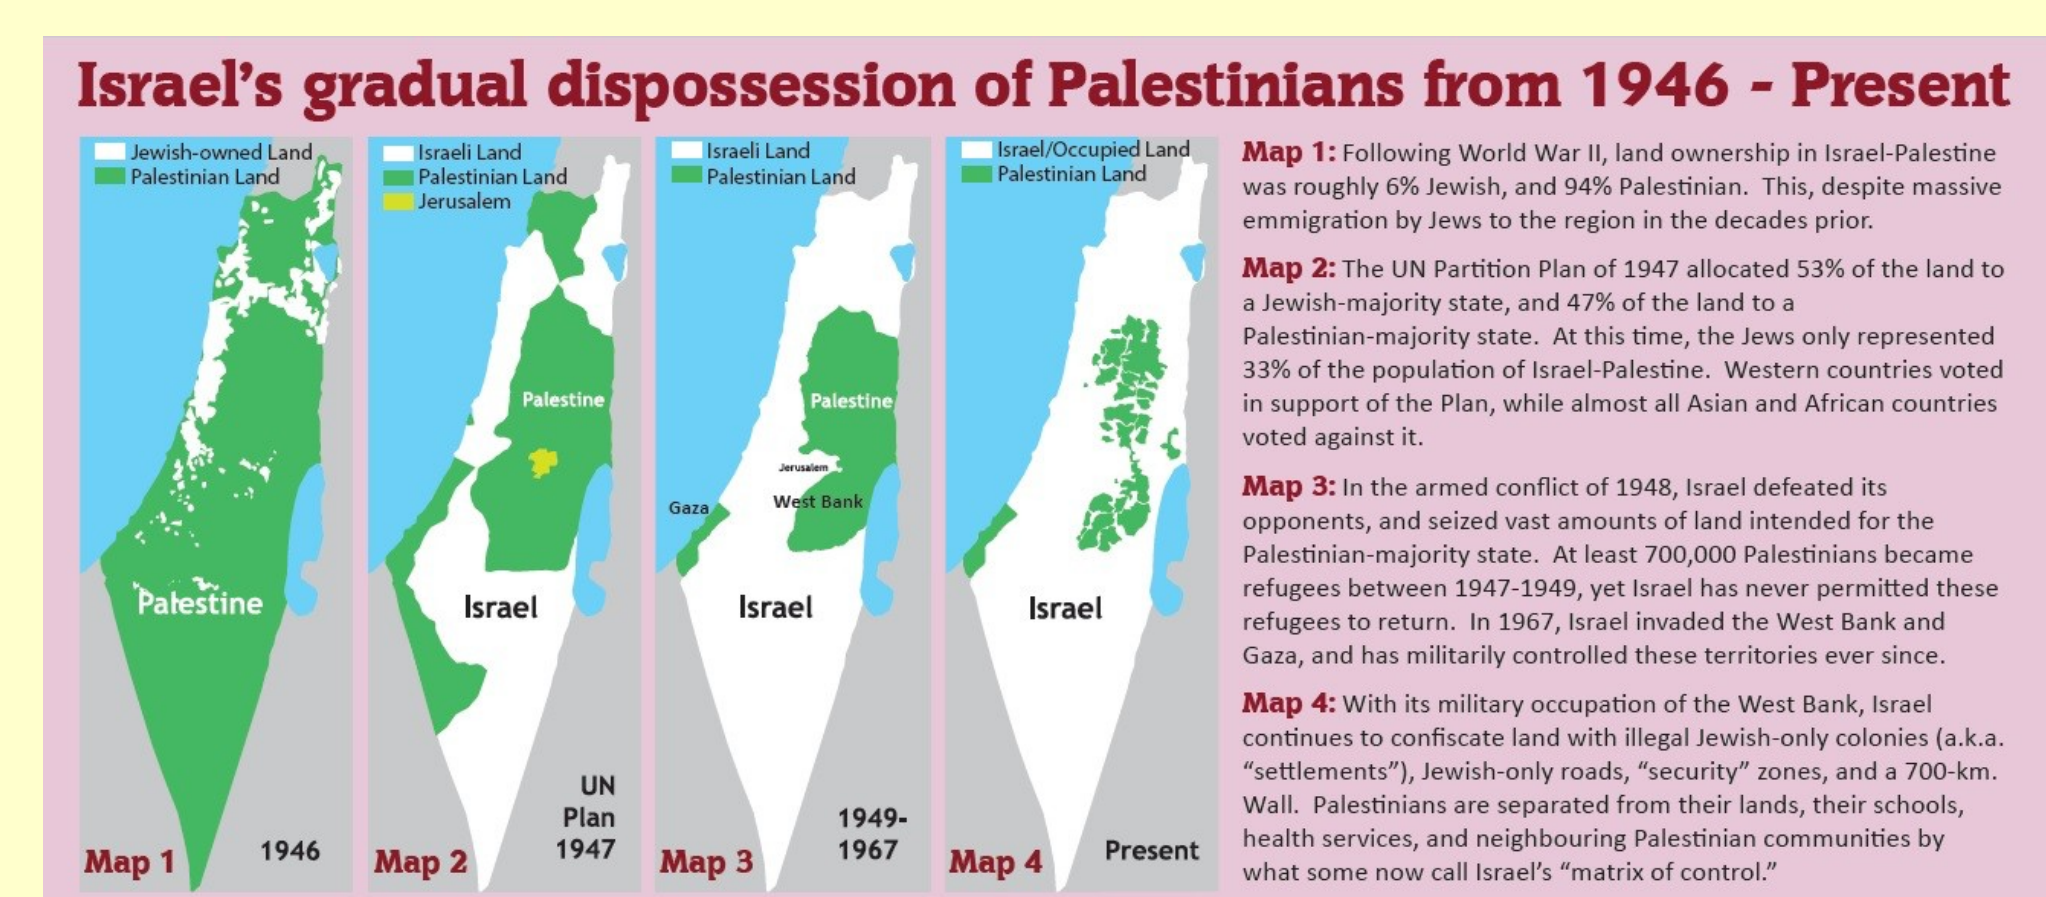 Israel's gradual dispossession of Palestinians from 1946 - Present
Jewish-owned Land
Palestinian Land
Palestine
Map 1
1946
Israeli Land
Palestinian Land
Jerusalem
Palestine
Israel
UN
Plan
1947
Map 2
Israeli Land
Palestinian Land
Palestine
Jerusalem
West Bank
Gaza
Israel
1949-
1967
Map 3
Israel/Occupied Land
Palestinian Land
Israel
Map 4
Present
Map 1: Following World War II, land ownership in Israel-Palestine
was roughly 6% Jewish, and 94% Palestinian. This, despite massive
emmigration by Jews to the region in the decades prior.
Map 2: The UN Partition Plan of 1947 allocated 53% of the land to
a Jewish-majority state, and 47% of the land to a
Palestinian-majority state. At this time, the Jews only represented
33% of the population of Israel-Palestine. Western countries voted
in support of the Plan, while almost all Asian and African countries
voted against it.
Map 3: In the armed conflict of 1948, Israel defeated its
opponents, and seized vast amounts of land intended for the
Palestinian-majority state. At least 700,000 Palestinians became
refugees between 1947-1949, yet Israel has never permitted these
refugees to return. In 1967, Israel invaded the West Bank and
Gaza, and has militarily controlled these territories ever since.
Map 4: With its military occupation of the West Bank, Israel
continues to confiscate land with illegal Jewish-only colonies (a.k.a.
"settlements"), Jewish-only roads, "security" zones, and a 700-km.
Wall. Palestinians are separated from their lands, their schools,
health services, and neighbouring Palestinian communities by
what some now call Israel's "matrix of control."